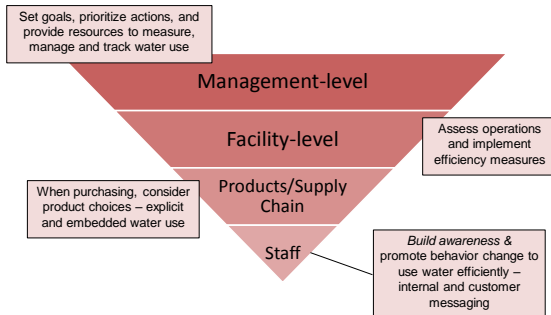 Set goals, prioritize actions, and
provide resources to measure,
manage and track water use
Management-level
Facility-level
Assess operations
and implement
efficiency measures
Products/Supply
Chain
When purchasing, consider
product choices – explicit
and embedded water use
Staff
Build awareness &
promote behavior change to
use water efficiently –
internal and customer
messaging